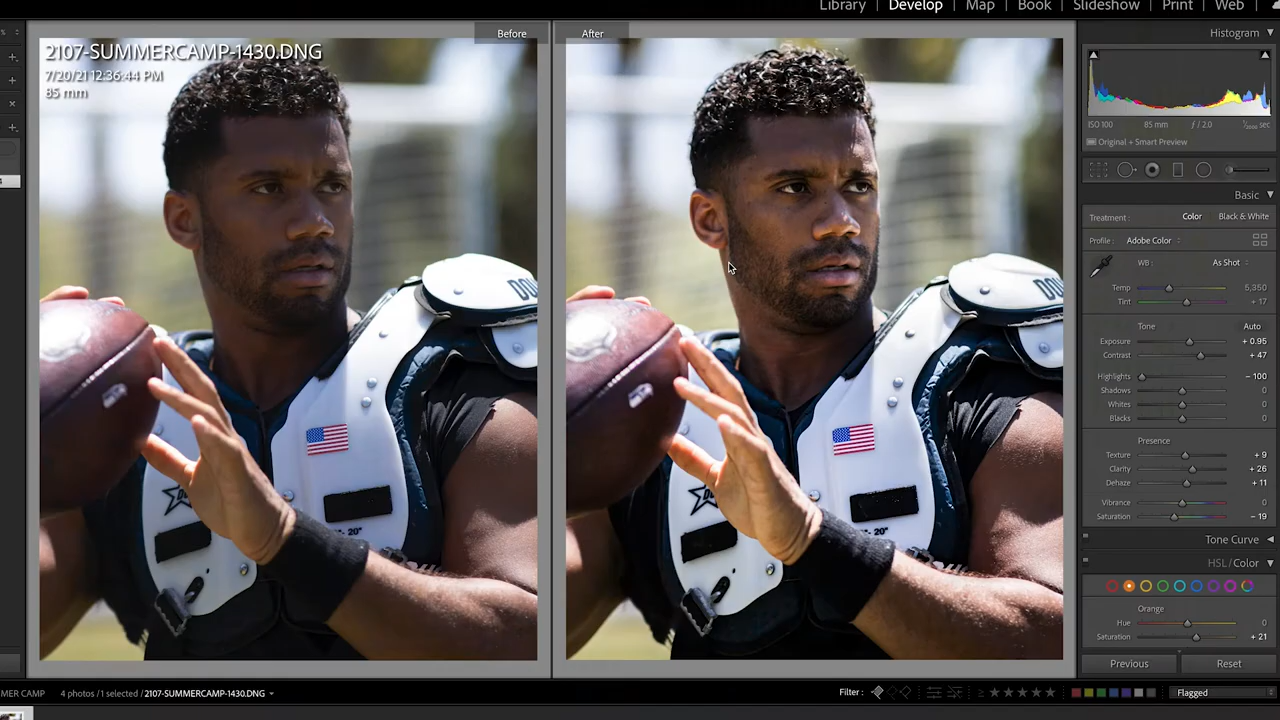 Library | Develop | Map | Book | Slideshow | Print | Web
Before
After
2107-SUMMERCAMP-1430.DNG
7/20/21 12:36:44 PM
85 mm
DOU
20"
Histogram
ISO 100 85 mm ƒ / 2.0 sec
Original + Smart Preview
Basic
Treatment : Color Black & White
Profile : Adobe Color
WB : As Shot
Temp 5,350
Tint + 17
Tone Auto
Exposure + 0.95
Contrast + 47
Highlights − 100
Shadows 0
Whites 0
Blacks 0
Presence
Texture + 9
Clarity + 26
Dehaze + 11
Vibrance 0
Saturation − 19
Tone Curve
HSL / Color
Orange
Hue 0
Saturation + 21
Previous Reset
MER CAMP 4 photos / 1 selected / 2107-SUMMERCAMP-1430.DNG Filter : Flagged